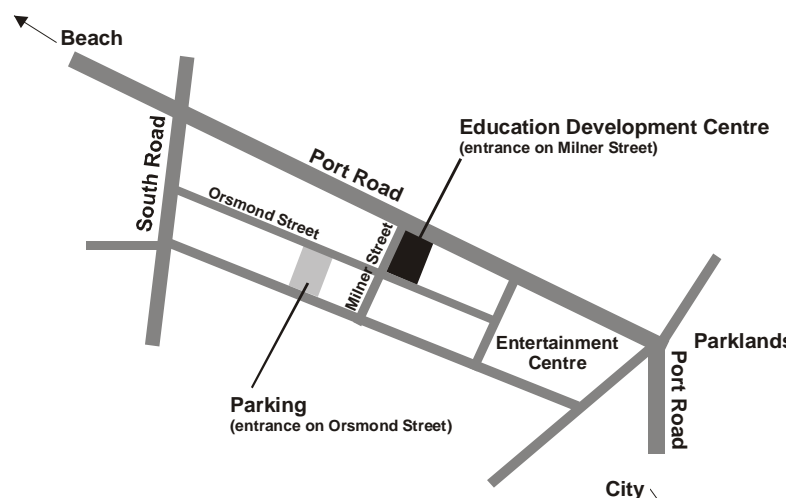 Beach
Education Development Centre
(entrance on Milner Street)
Port Road
South Road
Orsmond Street
Milner Street
Entertainment
Centre
Parklands
Port Road
Parking
(entrance on Orsmond Street)
City